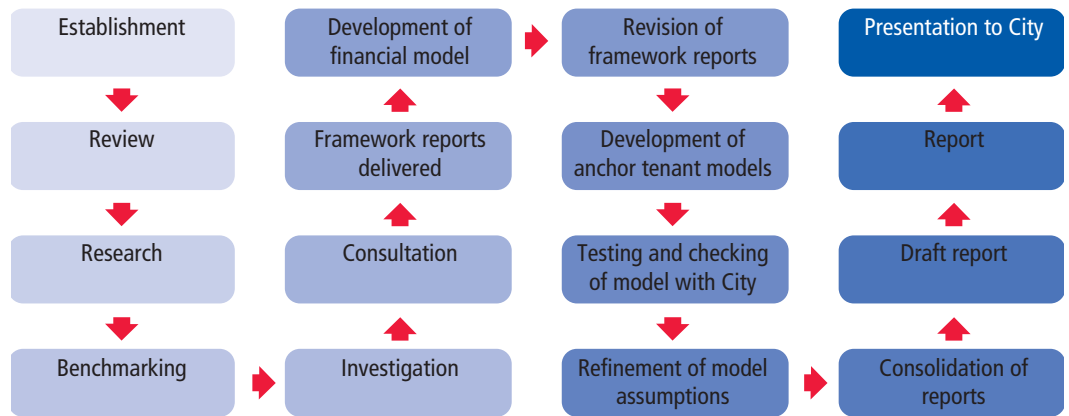 Establishment
Review
Research
Benchmarking
Investigation
Consultation
Framework reports
delivered
Development of
financial model
Revision of
framework reports
Development of
anchor tenant models
Testing and checking
of model with City
Refinement of model
assumptions
Consolidation of
reports
Draft report
Report
Presentation to City